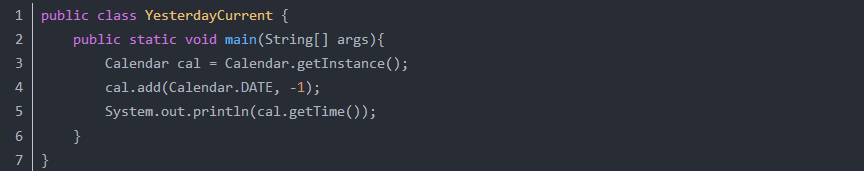 1 public class YesterdayCurrent {
2     public static void main(String[] args){
3         Calendar cal = Calendar.getInstance();
4         cal.add(Calendar.DATE, -1);
5         System.out.println(cal.getTime());
6     }
7 }